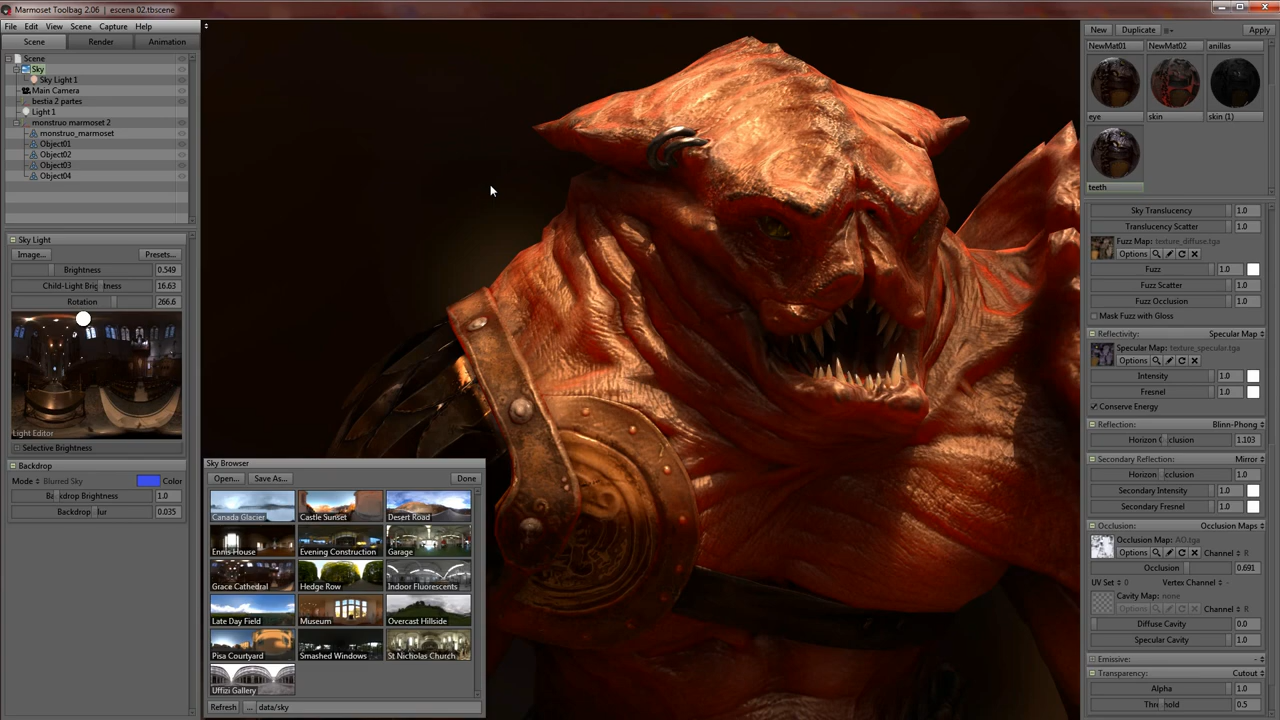 Marmoset Toolbag 2.06 | escena 02.tbscene
File Edit View Scene Capture Help
Scene Render Animation
Scene
Sky
Sky Light 1
Main Camera
bestia 2 partes
Light 1
monstruo marmoset 2
monstruo_marmoset
Object01
Object02
Object03
Object04
Sky Light
Image... Presets...
Brightness 0.549
Child-Light Brightness 16.63
Rotation 266.6
Light Editor
Selective Brightness
Backdrop
Mode Blurred Sky Color
Backdrop Brightness 1.0
Backdrop Blur 0.035
Sky Browser
Open... Save As... Done
Canada Glacier Castle Sunset Desert Road
Ennis House Evening Construction Garage
Grace Cathedral Hedge Row Indoor Fluorescents
Late Day Field Museum Overcast Hillside
Pisa Courtyard Smashed Windows St Nicholas Church
Uffizi Gallery
Refresh ... data/sky
New Duplicate Apply
NewMat01 NewMat02 anillas
eye skin skin (1)
teeth
Sky Translucency 1.0
Translucency Scatter 1.0
Fuzz Map: texture_diffuse.tga
Options
Fuzz 1.0
Fuzz Scatter 1.0
Fuzz Occlusion 1.0
Mask Fuzz with Gloss
Reflectivity: Specular Map
Specular Map: texture_specular.tga
Options
Intensity 1.0
Fresnel 1.0
Conserve Energy
Reflection: Blinn-Phong
Horizon Occlusion 1.103
Secondary Reflection: Mirror
Horizon Occlusion 1.0
Secondary Intensity 1.0
Secondary Fresnel 1.0
Occlusion: Occlusion Maps
Occlusion Map: AO.tga
Options Channel R
Occlusion 0.691
UV Set 0 Vertex Channel -
Cavity Map: none
Options Channel R
Diffuse Cavity 0.0
Specular Cavity 1.0
Emissive: -
Transparency: Cutout
Alpha 1.0
Threshold 0.5